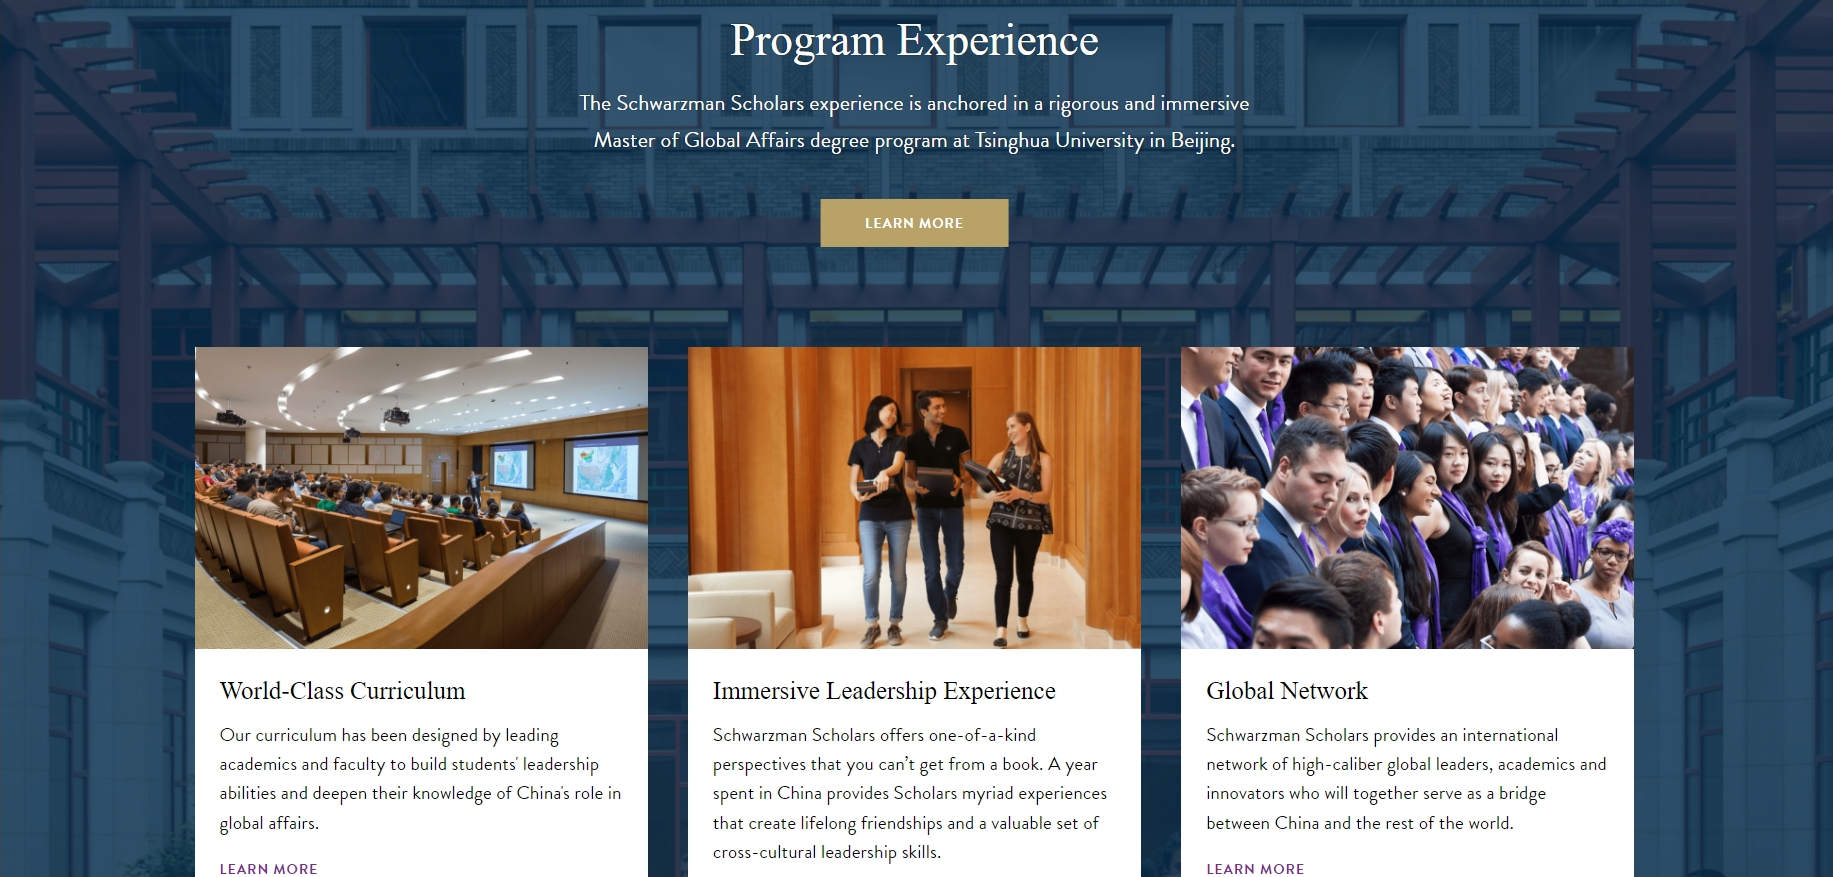 Program Experience
The Schwarzman Scholars experience is anchored in a rigorous and immersive
Master of Global Affairs degree program at Tsinghua University in Beijing.
LEARN MORE
World-Class Curriculum
Our curriculum has been designed by leading
academics and faculty to build students' leadership
abilities and deepen their knowledge of China's role in
global affairs.
LEARN MORE
Immersive Leadership Experience
Schwarzman Scholars offers one-of-a-kind
perspectives that you can’t get from a book. A year
spent in China provides Scholars myriad experiences
that create lifelong friendships and a valuable set of
cross-cultural leadership skills.
Global Network
Schwarzman Scholars provides an international
network of high-caliber global leaders, academics and
innovators who will together serve as a bridge
between China and the rest of the world.
LEARN MORE